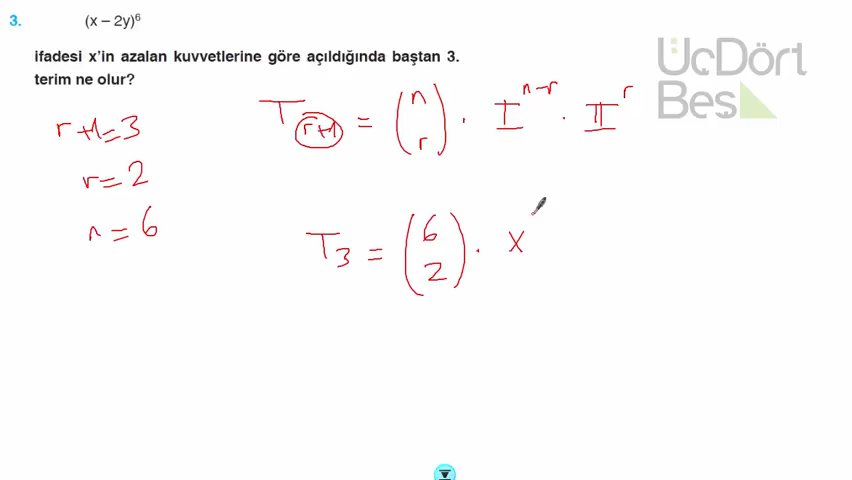 3. (x – 2y)⁶
ifadesi x'in azalan kuvvetlerine göre açıldığında baştan 3.
terim ne olur?
ÜçDört
Beş
T_{r+1} = (n r) · I^{n-r} · II^{r}
r+1=3
r=2
n=6
T_3 = (6 2) · x